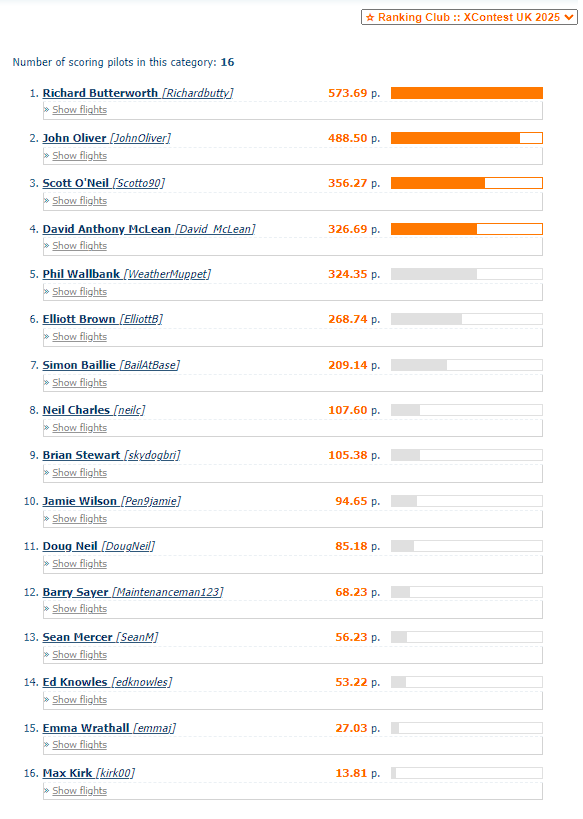 ☆ Ranking Club :: XContest UK 2025
Number of scoring pilots in this category: 16
1. Richard Butterworth [Richardbutty] 573.69 p.
» Show flights
2. John Oliver [JohnOliver] 488.50 p.
» Show flights
3. Scott O'Neil [Scotto90] 356.27 p.
» Show flights
4. David Anthony McLean [David_McLean] 326.69 p.
» Show flights
5. Phil Wallbank [WeatherMuppet] 324.35 p.
» Show flights
6. Elliott Brown [ElliottB] 268.74 p.
» Show flights
7. Simon Baillie [BailAtBase] 209.14 p.
» Show flights
8. Neil Charles [neilc] 107.60 p.
» Show flights
9. Brian Stewart [skydogbri] 105.38 p.
» Show flights
10. Jamie Wilson [Pen9jamie] 94.65 p.
» Show flights
11. Doug Neil [DougNeil] 85.18 p.
» Show flights
12. Barry Sayer [Maintenanceman123] 68.23 p.
» Show flights
13. Sean Mercer [SeanM] 56.23 p.
» Show flights
14. Ed Knowles [edknowles] 53.22 p.
» Show flights
15. Emma Wrathall [emmaj] 27.03 p.
» Show flights
16. Max Kirk [kirk00] 13.81 p.
» Show flights